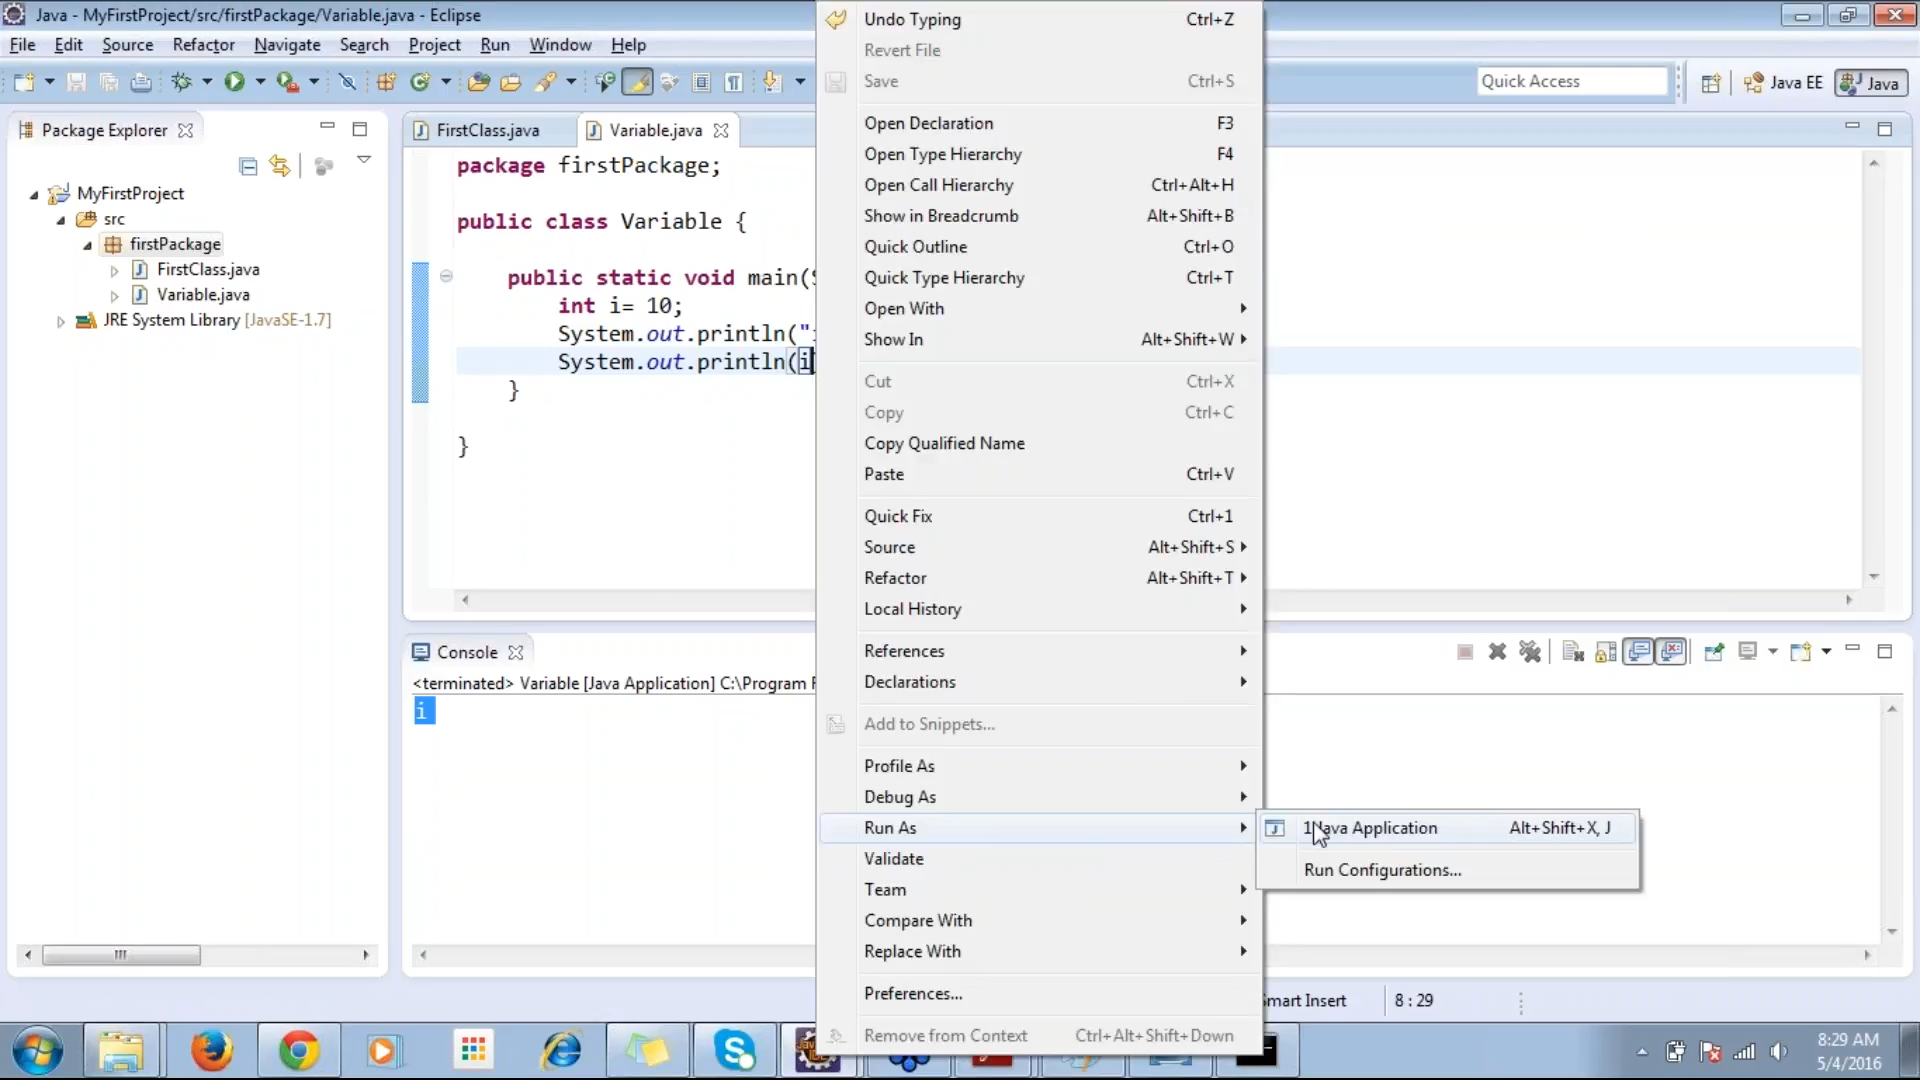 Java - MyFirstProject/src/firstPackage/Variable.java - Eclipse
File Edit Source Refactor Navigate Search Project Run Window Help
Quick Access
Java EE
Java
Package Explorer
MyFirstProject
src
firstPackage
FirstClass.java
Variable.java
JRE System Library [JavaSE-1.7]
FirstClass.java
Variable.java
package firstPackage;
public class Variable {
public static void main(
int i= 10;
System.out.println("
System.out.println(i
}
}
Console
<terminated> Variable [Java Application] C:\Program
i
Undo Typing Ctrl+Z
Revert File
Save Ctrl+S
Open Declaration F3
Open Type Hierarchy F4
Open Call Hierarchy Ctrl+Alt+H
Show in Breadcrumb Alt+Shift+B
Quick Outline Ctrl+O
Quick Type Hierarchy Ctrl+T
Open With
Show In Alt+Shift+W
Cut Ctrl+X
Copy Ctrl+C
Copy Qualified Name
Paste Ctrl+V
Quick Fix Ctrl+1
Source Alt+Shift+S
Refactor Alt+Shift+T
Local History
References
Declarations
Add to Snippets...
Profile As
Debug As
Run As
Validate
Team
Compare With
Replace With
Preferences...
Remove from Context Ctrl+Alt+Shift+Down
1 Java Application Alt+Shift+X, J
Run Configurations...
Smart Insert
8 : 29
8:29 AM
5/4/2016